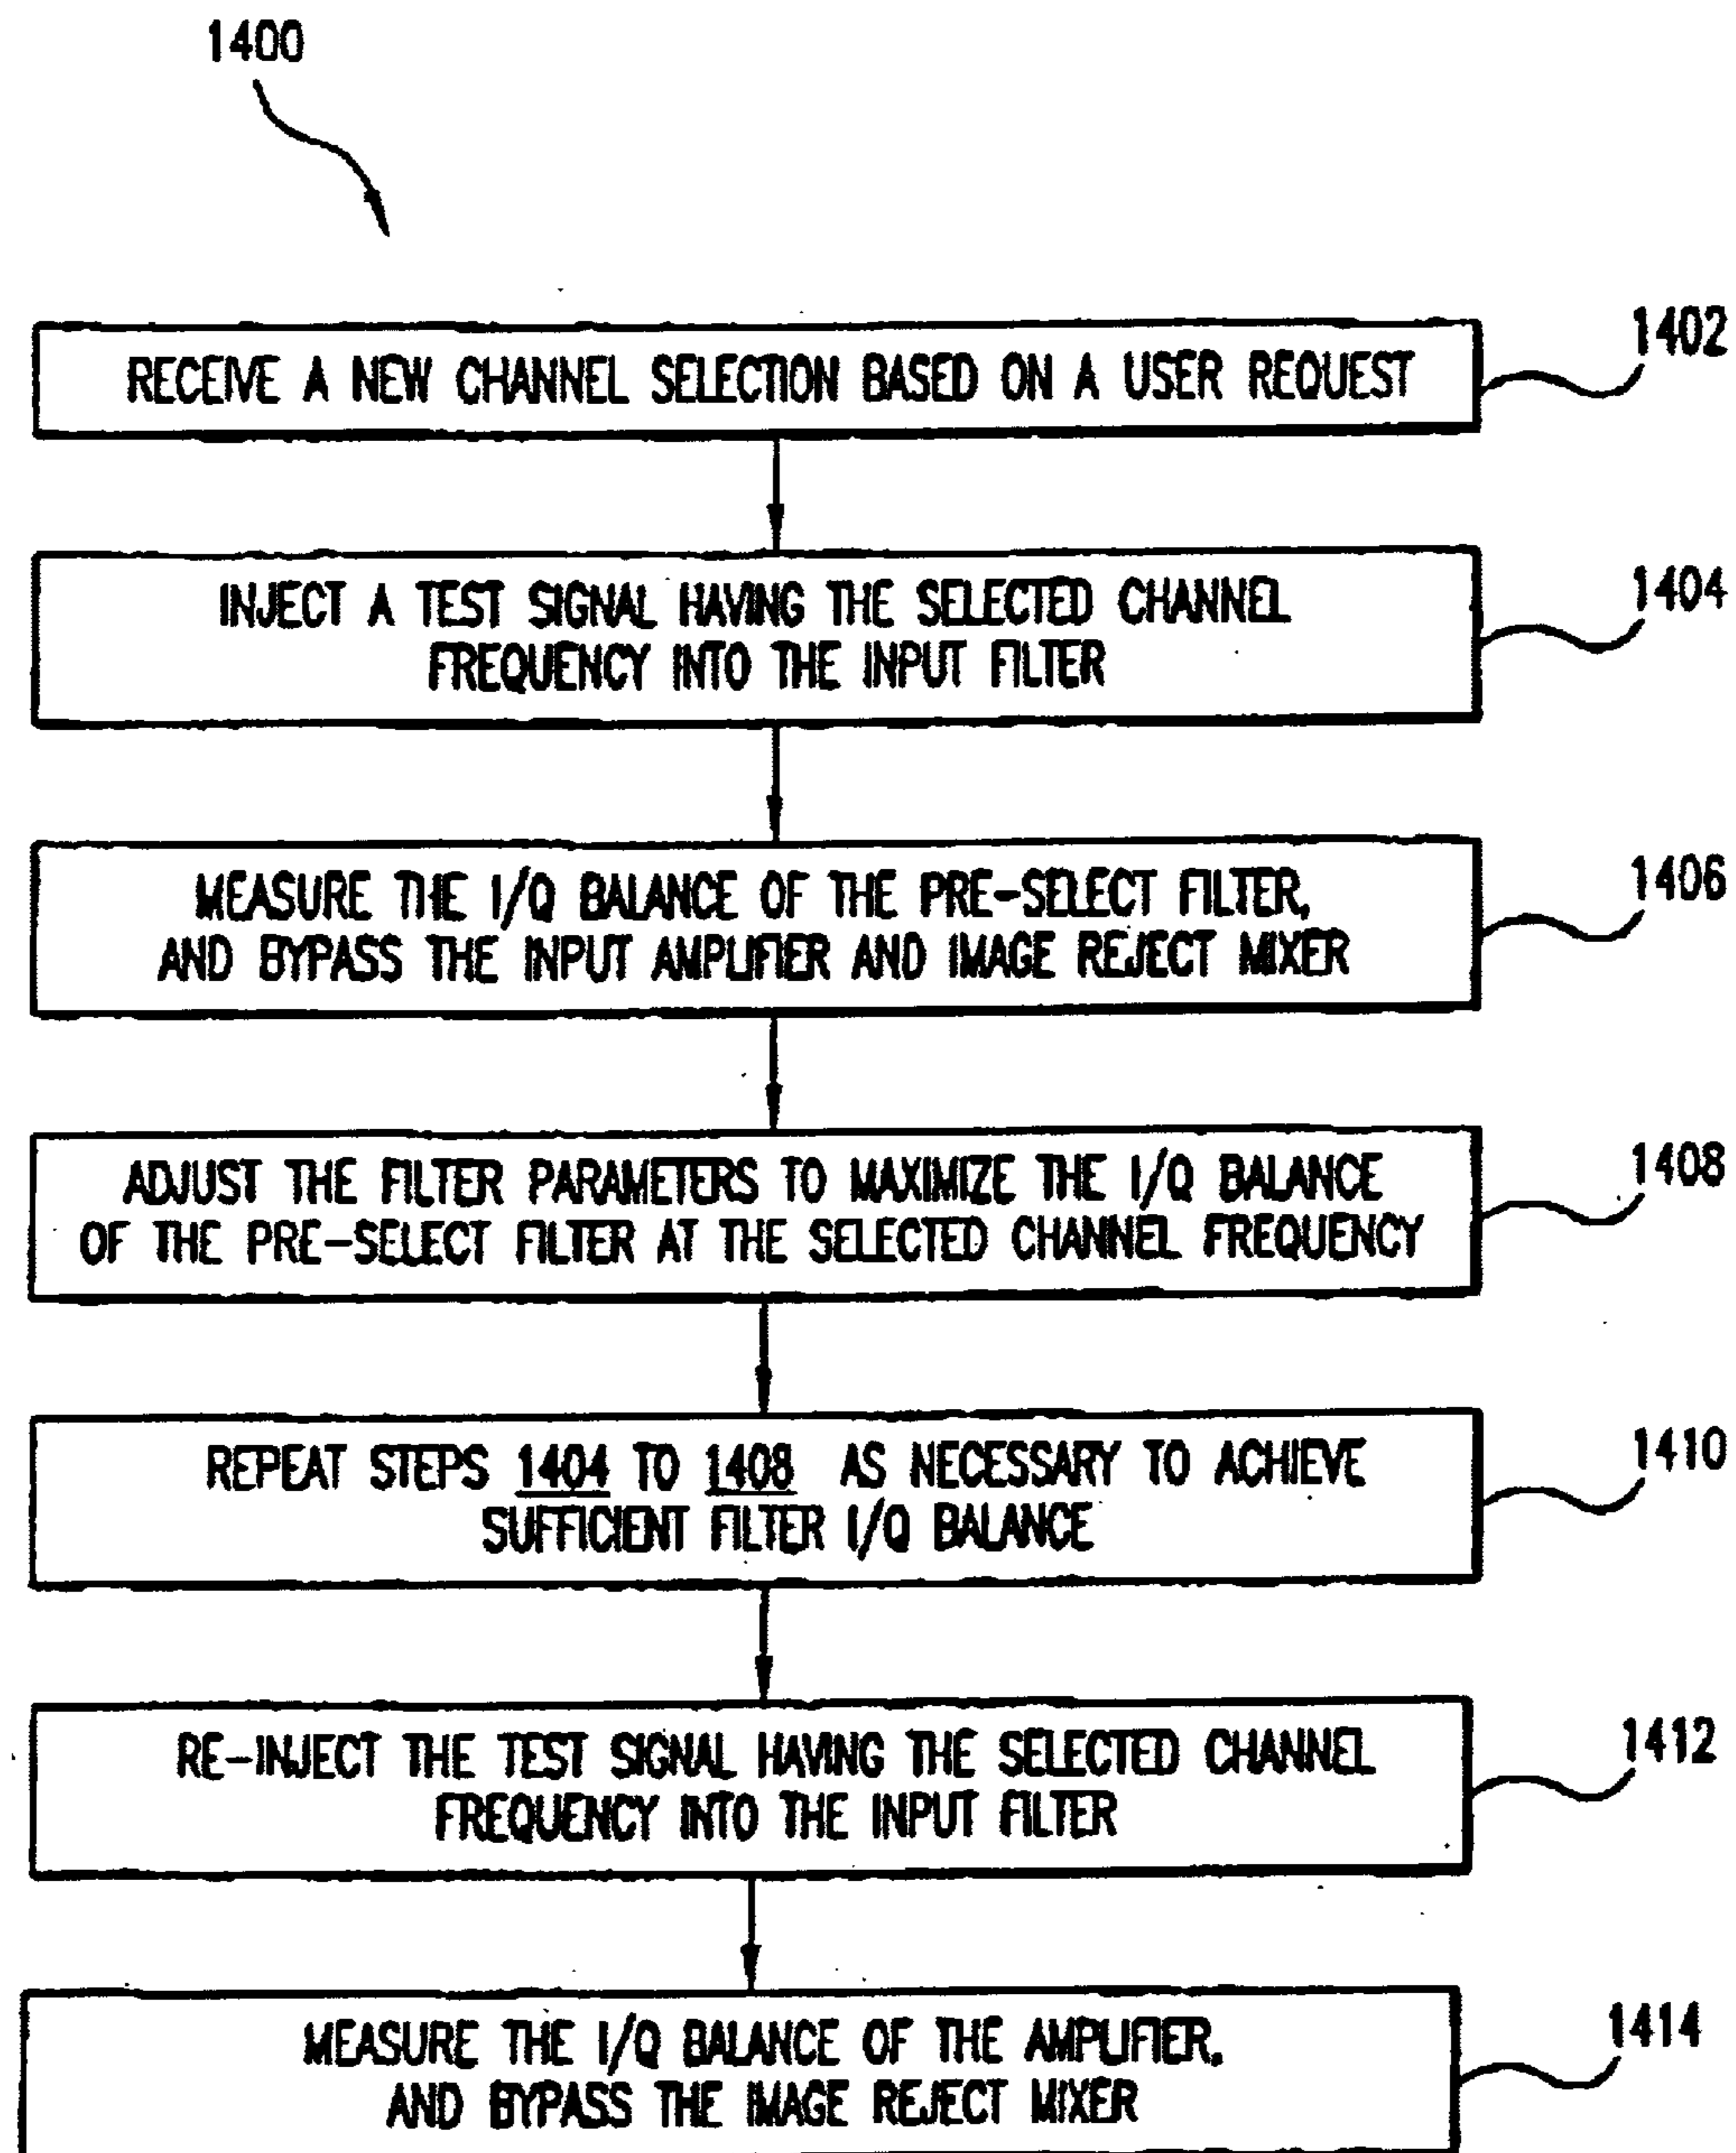 1400
RECEIVE A NEW CHANNEL SELECTION BASED ON A USER REQUEST
1402
INJECT A TEST SIGNAL HAVING THE SELECTED CHANNEL
FREQUENCY INTO THE INPUT FILTER
1404
MEASURE THE I/Q BALANCE OF THE PRE-SELECT FILTER,
AND BYPASS THE INPUT AMPLIFIER AND IMAGE REJECT MIXER
1406
ADJUST THE FILTER PARAMETERS TO MAXIMIZE THE I/Q BALANCE
OF THE PRE-SELECT FILTER AT THE SELECTED CHANNEL FREQUENCY
1408
REPEAT STEPS 1404 TO 1408 AS NECESSARY TO ACHIEVE
SUFFICIENT FILTER I/Q BALANCE
1410
RE-INJECT THE TEST SIGNAL HAVING THE SELECTED CHANNEL
FREQUENCY INTO THE INPUT FILTER
1412
MEASURE THE I/Q BALANCE OF THE AMPLIFIER,
AND BYPASS THE IMAGE REJECT MIXER
1414